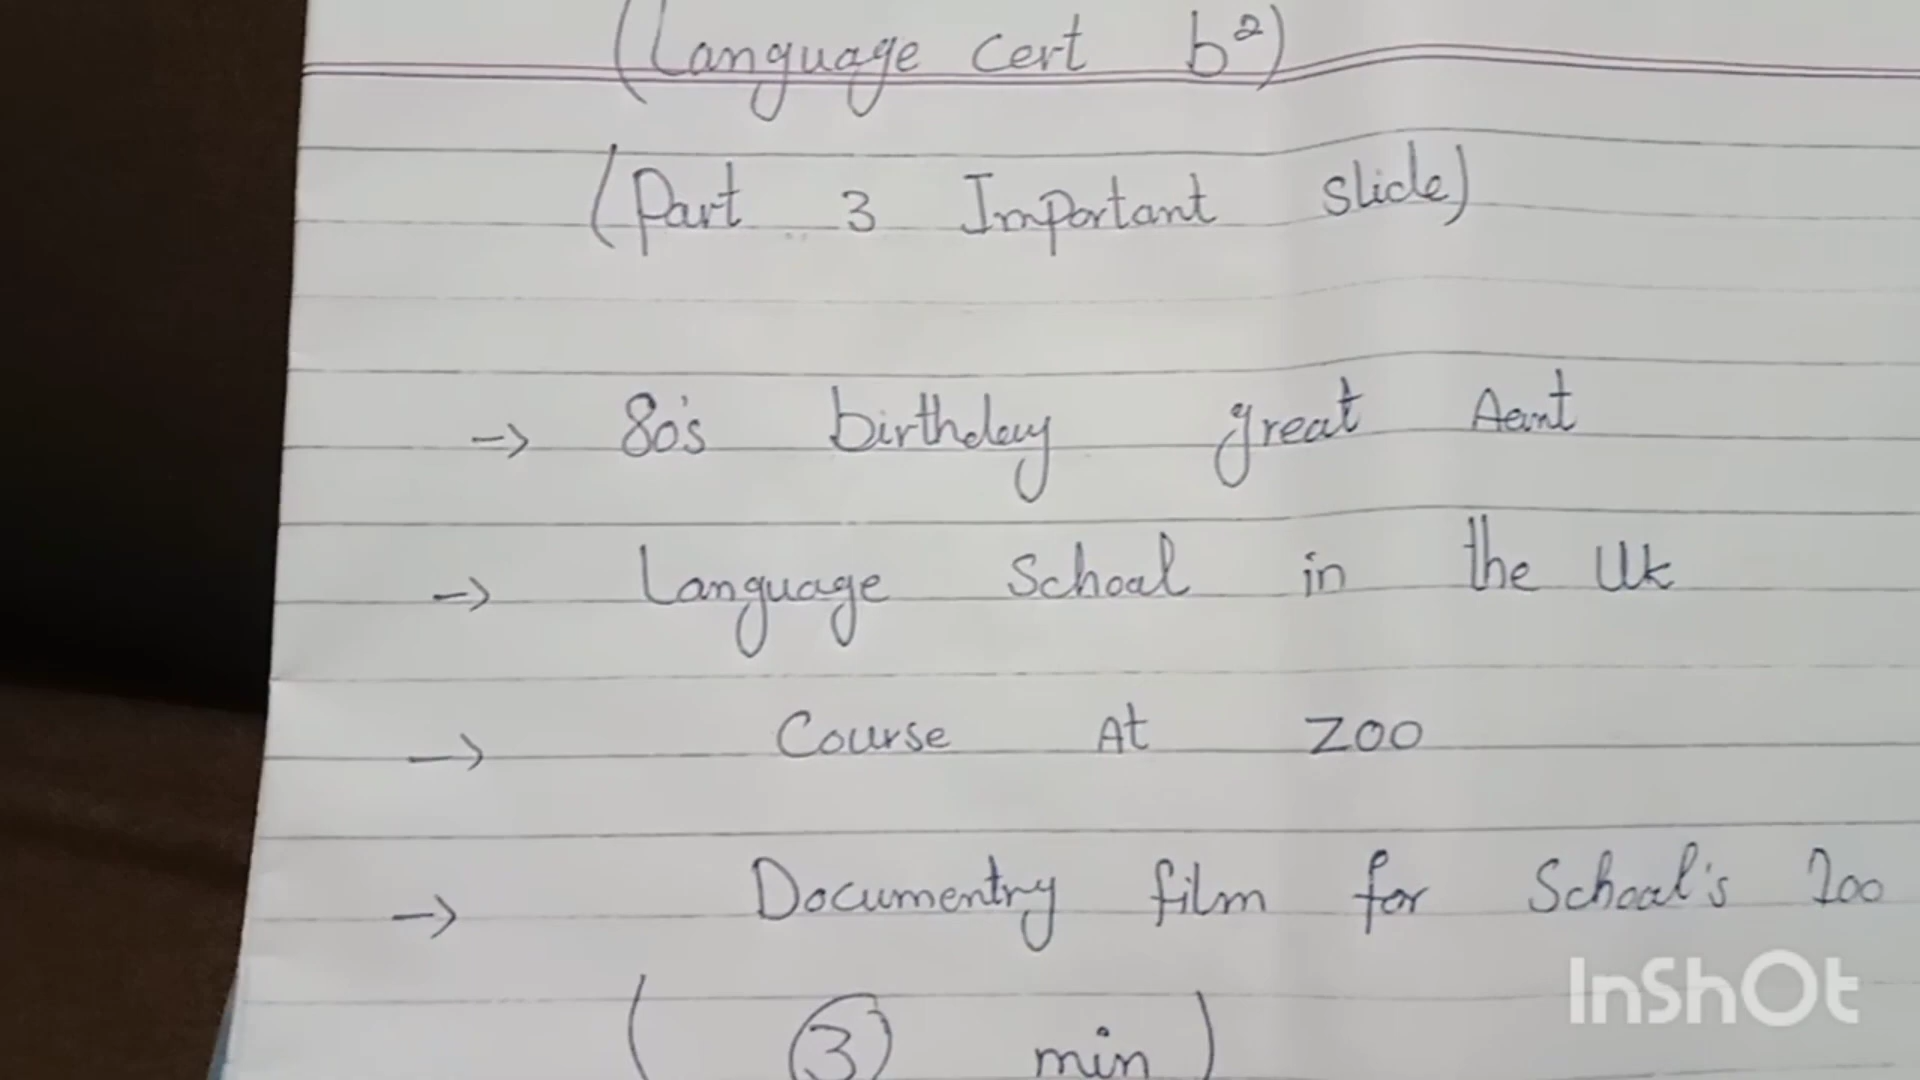 (Language cert b²)
(Part 3 Important slide)
-> 80's birthday great Aunt
-> Language School in the Uk
-> Course At ZOO
-> Documentry film for School's 100
( 3 min )
InShOt